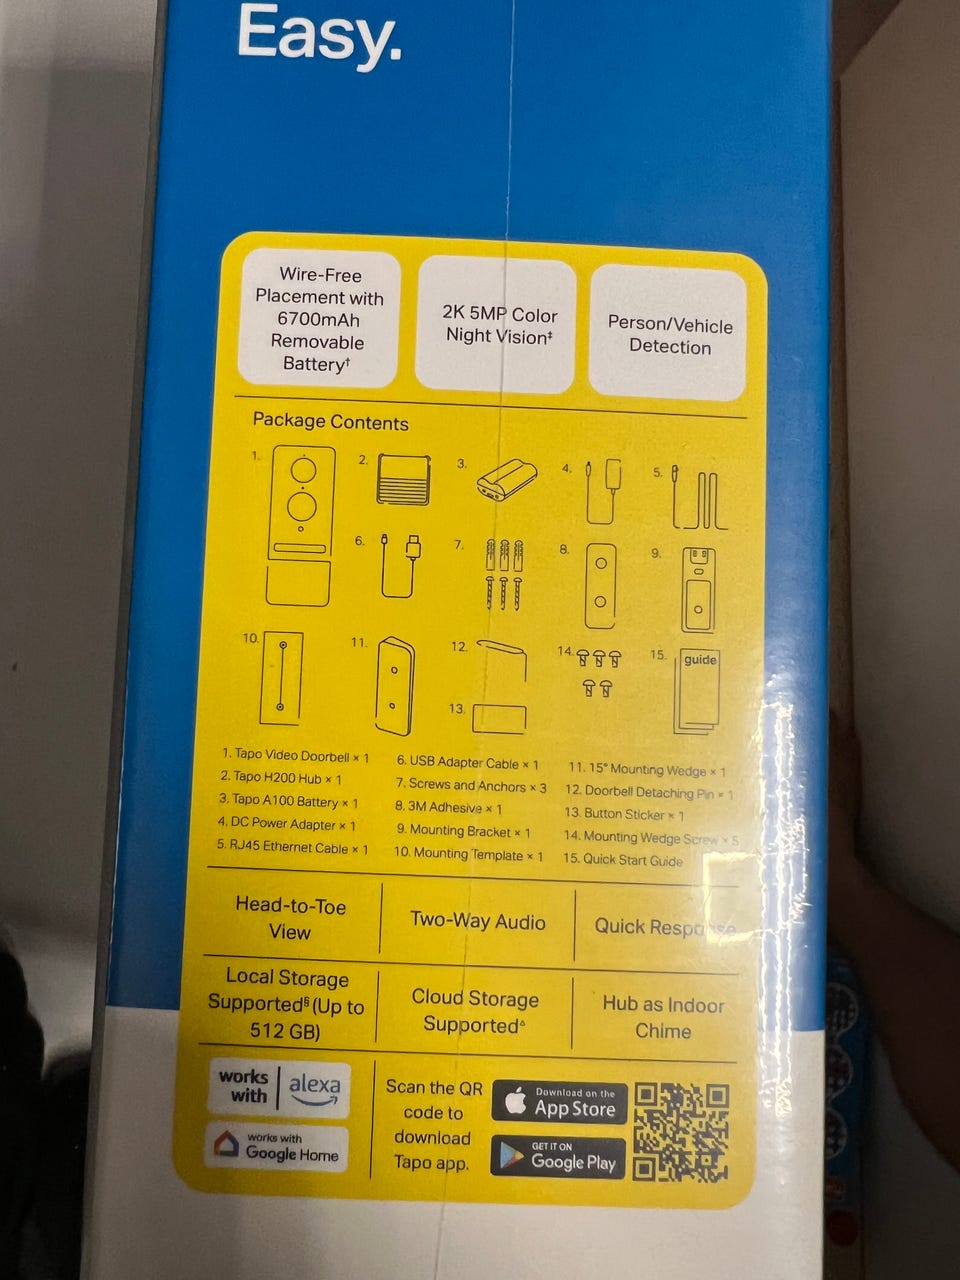 Easy.
Wire-Free
Placement with
6700mAh
Removable
Battery†
2K 5MP Color
Night Vision‡
Person/Vehicle
Detection
Package Contents
1.
2.
3.
4.
5.
6.
7.
8.
9.
10.
11.
12.
13.
14.
15.
guide
1. Tapo Video Doorbell × 1
2. Tapo H200 Hub × 1
3. Tapo A100 Battery × 1
4. DC Power Adapter × 1
5. RJ45 Ethernet Cable × 1
6. USB Adapter Cable × 1
7. Screws and Anchors × 3
8. 3M Adhesive × 1
9. Mounting Bracket × 1
10. Mounting Template × 1
11. 15° Mounting Wedge × 1
12. Doorbell Detaching Pin × 1
13. Button Sticker × 1
14. Mounting Wedge Screw × 5
15. Quick Start Guide
Head-to-Toe
View
Two-Way Audio
Quick Response
Local Storage
Supported§ (Up to
512 GB)
Cloud Storage
Supported△
Hub as Indoor
Chime
works
with
alexa
works with
Google Home
Scan the QR
code to
download
Tapo app.
Download on the
App Store
GET IT ON
Google Play